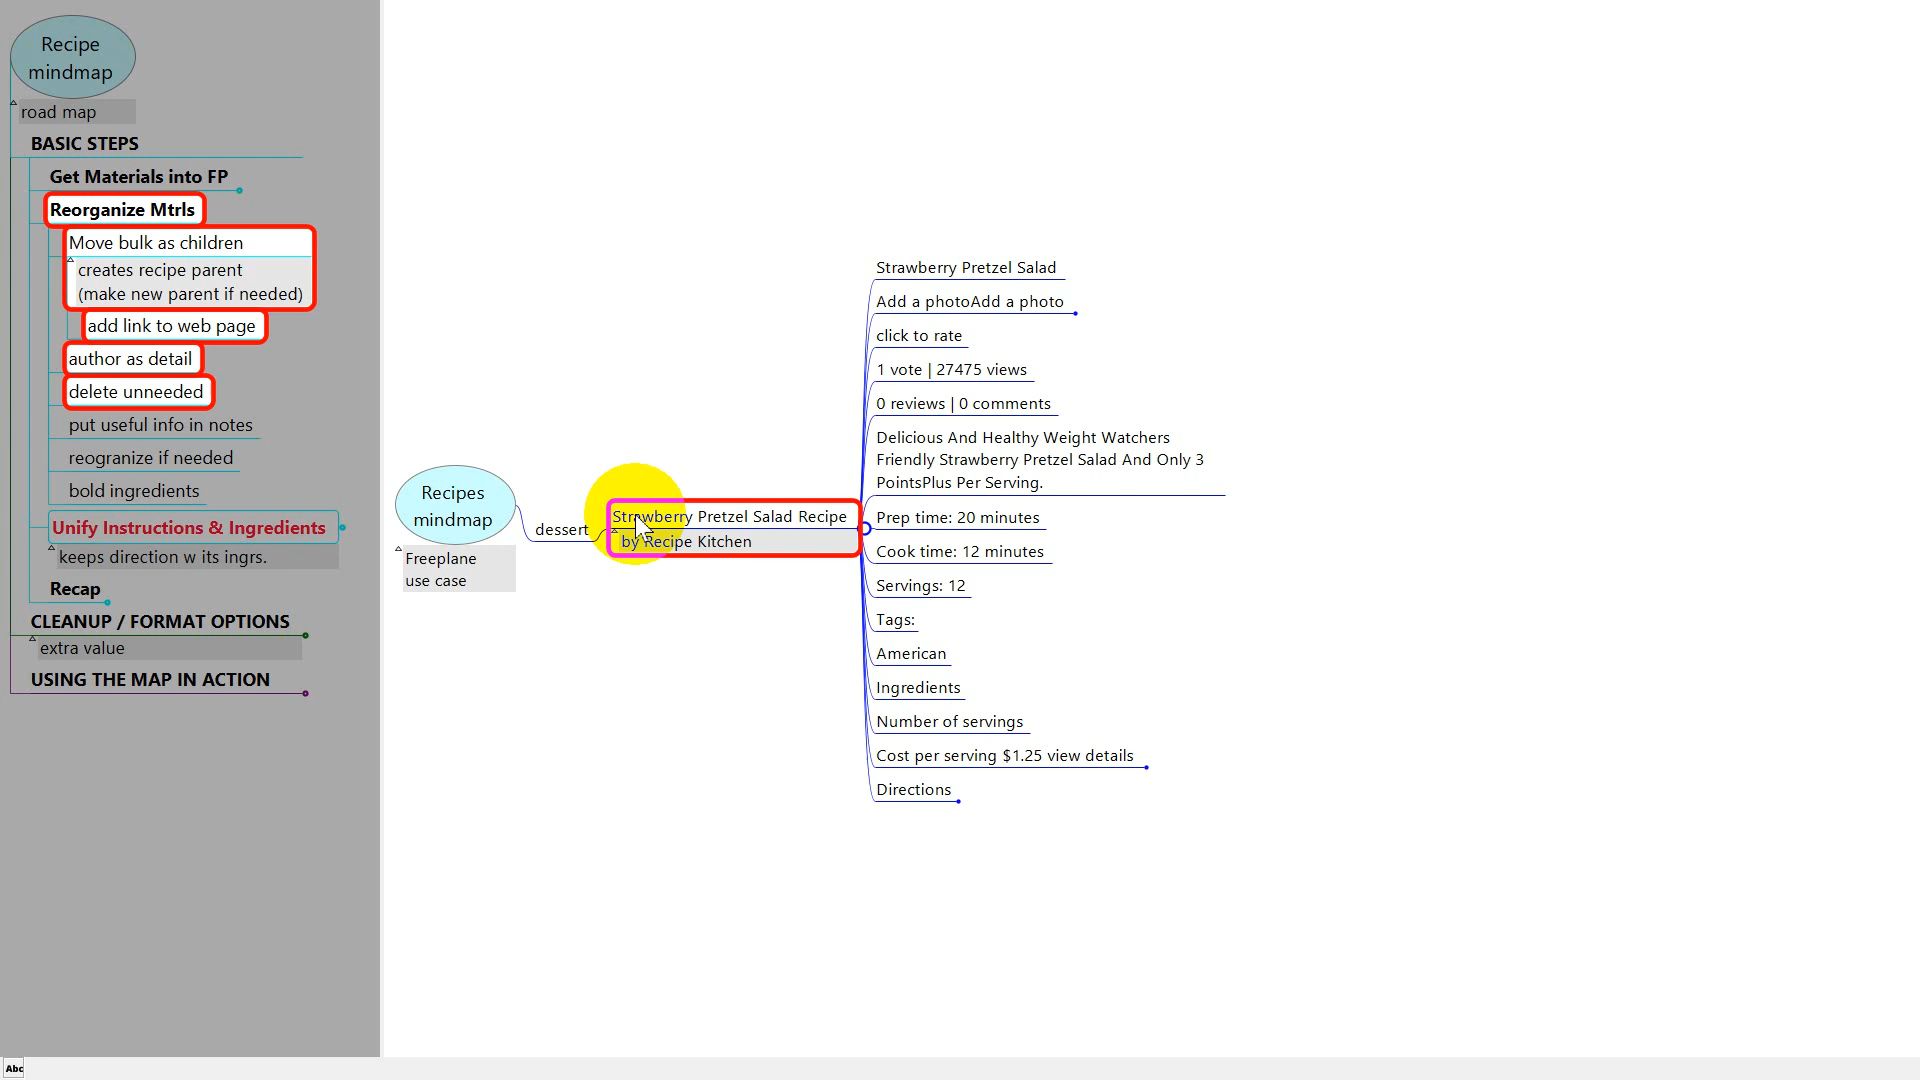 Recipe
mindmap
road map
BASIC STEPS
Get Materials into FP
Reorganize Mtrls
Move bulk as children
creates recipe parent
(make new parent if needed)
add link to web page
author as detail
delete unneeded
put useful info in notes
reogranize if needed
bold ingredients
Unify Instructions & Ingredients
keeps direction w its ingrs.
Recap
CLEANUP / FORMAT OPTIONS
extra value
USING THE MAP IN ACTION
Recipes
mindmap
Freeplane
use case
dessert
Strawberry Pretzel Salad Recipe
by Recipe Kitchen
Strawberry Pretzel Salad
Add a photoAdd a photo
click to rate
1 vote | 27475 views
0 reviews | 0 comments
Delicious And Healthy Weight Watchers
Friendly Strawberry Pretzel Salad And Only 3
PointsPlus Per Serving.
Prep time: 20 minutes
Cook time: 12 minutes
Servings: 12
Tags:
American
Ingredients
Number of servings
Cost per serving $1.25 view details
Directions
Abc